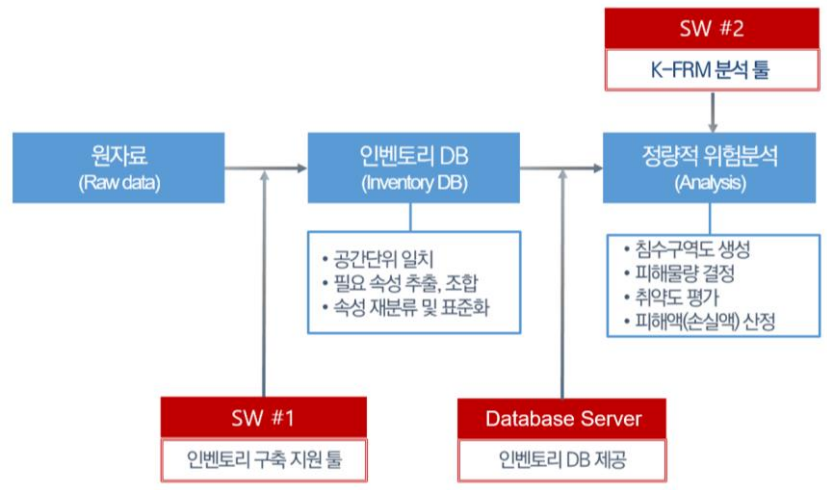 SW #2
K-FRM 분석 툴
원자료
(Raw data)
인벤토리 DB
(Inventory DB)
정량적 위험분석
(Analysis)
• 공간단위 일치
• 필요 속성 추출, 조합
• 속성 재분류 및 표준화
• 침수구역도 생성
• 피해물량 결정
• 취약도 평가
• 피해액(손실액) 산정
SW #1
인벤토리 구축 지원 툴
Database Server
인벤토리 DB 제공